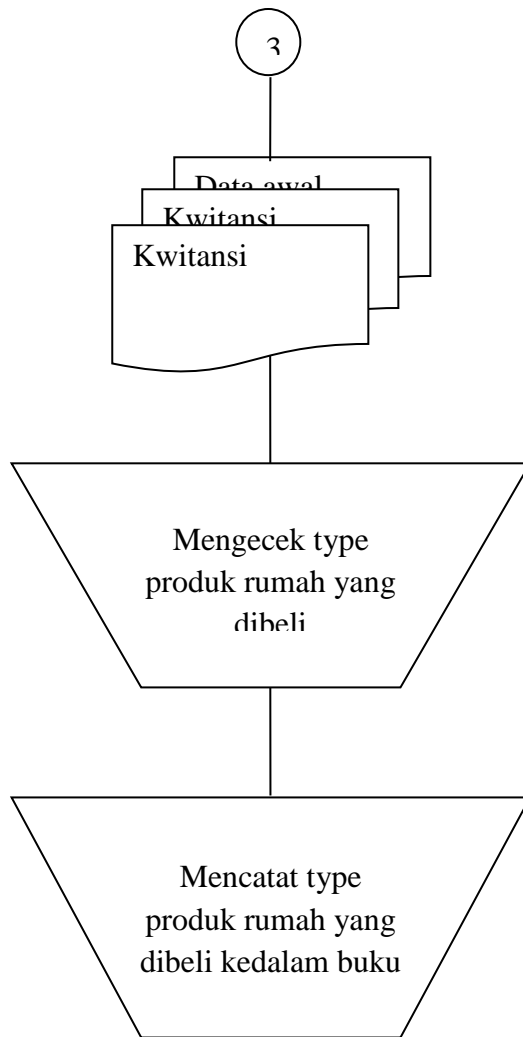 3
Data awal
Kwitansi
Kwitansi
Mengecek type
produk rumah yang
dibeli
Mencatat type
produk rumah yang
dibeli kedalam buku